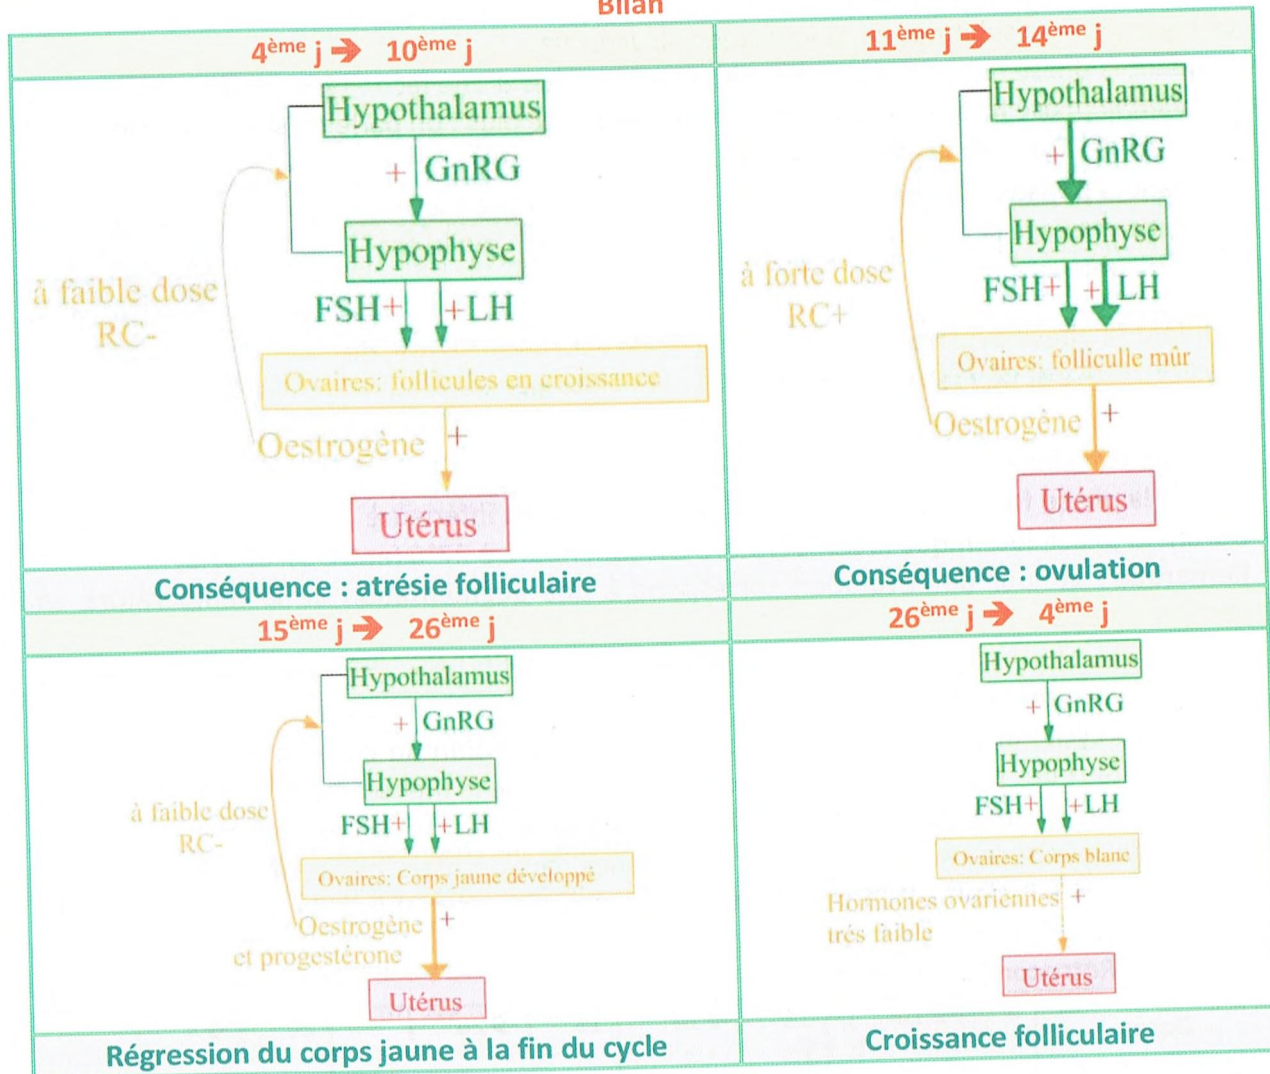 Bilan
4ème j ➔ 10ème j
11ème j ➔ 14ème j
Hypothalamus
+ GnRG
Hypophyse
à faible dose
RC-
FSH+ +LH
Ovaires: follicules en croissance
Oestrogène +
Utérus
Conséquence : atrésie folliculaire
Hypothalamus
+ GnRG
Hypophyse
à forte dose
RC+
FSH+ + LH
Ovaires: folliculle mûr
Oestrogène +
Utérus
Conséquence : ovulation
15ème j ➔ 26ème j
26ème j ➔ 4ème j
Hypothalamus
+ GnRG
Hypophyse
à faible dose
RC-
FSH+ +LH
Ovaires: Corps jaune développé
Oestrogène +
et progestérone
Utérus
Régression du corps jaune à la fin du cycle
Hypothalamus
+ GnRG
Hypophyse
FSH+ +LH
Ovaires: Corps blanc
Hormones ovariennes +
trés faible
Utérus
Croissance folliculaire